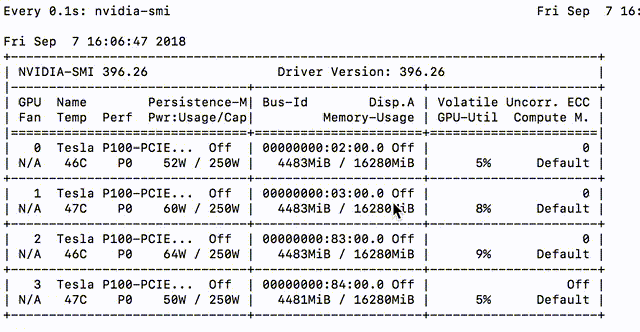 Every 0.1s: nvidia-smi Fri Sep 7 16:
Fri Sep 7 16:06:47 2018
+-----------------------------------------------------------------------------+
| NVIDIA-SMI 396.26 Driver Version: 396.26 |
|-------------------------------+----------------------+----------------------+
| GPU Name Persistence-M| Bus-Id Disp.A | Volatile Uncorr. ECC |
| Fan Temp Perf Pwr:Usage/Cap| Memory-Usage | GPU-Util Compute M. |
|===============================+======================+======================|
| 0 Tesla P100-PCIE... Off | 00000000:02:00.0 Off | 0 |
| N/A 46C P0 52W / 250W | 4483MiB / 16280MiB | 5% Default |
+-------------------------------+----------------------+----------------------+
| 1 Tesla P100-PCIE... Off | 00000000:03:00.0 Off | 0 |
| N/A 47C P0 60W / 250W | 4483MiB / 16280MiB | 8% Default |
+-------------------------------+----------------------+----------------------+
| 2 Tesla P100-PCIE... Off | 00000000:83:00.0 Off | 0 |
| N/A 46C P0 64W / 250W | 4483MiB / 16280MiB | 9% Default |
+-------------------------------+----------------------+----------------------+
| 3 Tesla P100-PCIE... Off | 00000000:84:00.0 Off | Off |
| N/A 47C P0 50W / 250W | 4481MiB / 16280MiB | 5% Default |
+-------------------------------+----------------------+----------------------+